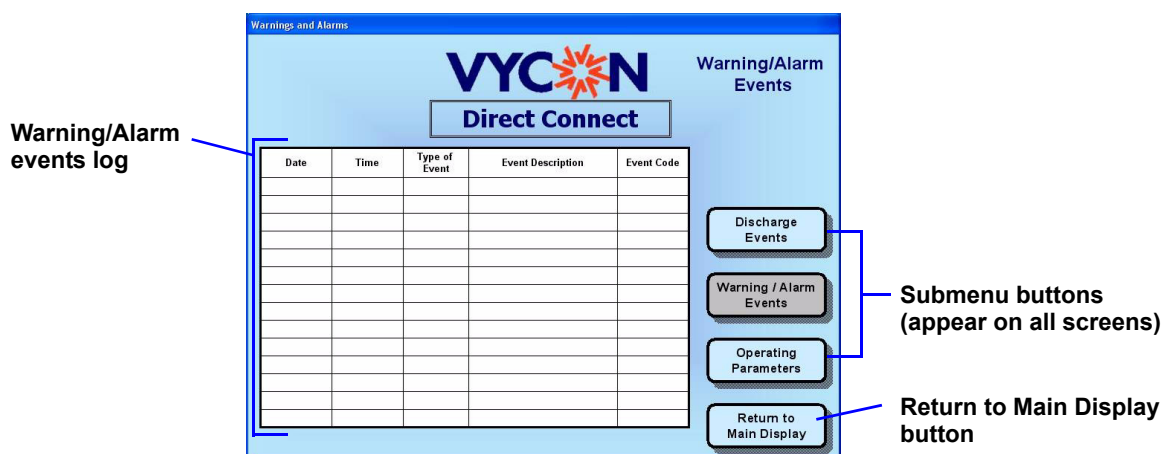 Warnings and Alarms
VYCON
Warning/Alarm
Events
Direct Connect
Warning/Alarm
events log
Date Time Type of Event Event Description Event Code
Discharge
Events
Warning / Alarm
Events
Submenu buttons
(appear on all screens)
Operating
Parameters
Return to
Main Display
Return to Main Display
button